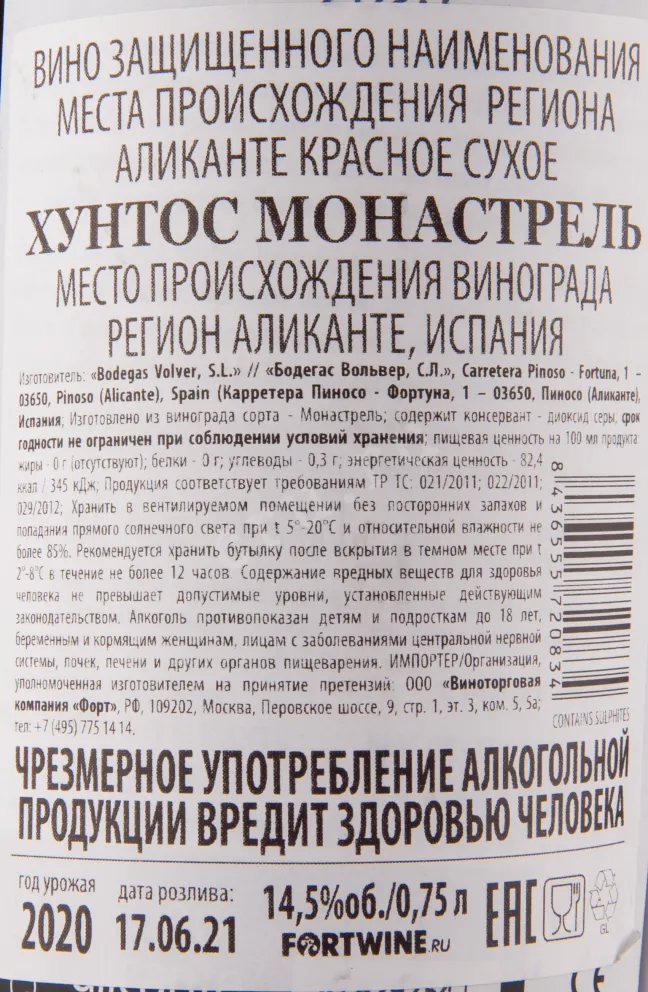 ВИНО ЗАЩИЩЕННОГО НАИМЕНОВАНИЯ
МЕСТА ПРОИСХОЖДЕНИЯ РЕГИОНА
АЛИКАНТЕ КРАСНОЕ СУХОЕ
ХУНТОС МОНАСТРЕЛЬ
МЕСТО ПРОИСХОЖДЕНИЯ ВИНОГРАДА
РЕГИОН АЛИКАНТЕ, ИСПАНИЯ
Изготовитель: «Bodegas Volver, S.L.» // «Бодегас Вольвер, С.Л.», Carretera Pinoso - Fortuna, 1 –
03650, Pinoso (Alicante), Spain (Карретера Пиносо - Фортуна, 1 – 03650, Пиносо (Аликанте),
Испания; Изготовлено из винограда сорта - Монастрель; содержит консервант - диоксид серы; срок
годности не ограничен при соблюдении условий хранения; пищевая ценность на 100 мл продукта:
жиры - 0 г (отсутствуют); белки - 0 г; углеводы - 0,3 г; энергетическая ценность - 82,4
ккал / 345 кДж; Продукция соответствует требованиям ТР ТС: 021/2011; 022/2011;
029/2012; Хранить в вентилируемом помещении без посторонних запахов и
попадания прямого солнечного света при t 5°-20°С и относительной влажности не
более 85%. Рекомендуется хранить бутылку после вскрытия в темном месте при t
2°-8°С в течение не более 12 часов. Содержание вредных веществ для здоровья
человека не превышает допустимые уровни, установленные действующим
законодательством. Алкоголь противопоказан детям и подросткам до 18 лет,
беременным и кормящим женщинам, лицам с заболеваниями центральной нервной
системы, почек, печени и других органов пищеварения. ИМПОРТЕР/Организация,
уполномоченная изготовителем на принятие претензий: ООО «Виноторговая
компания «Форт», РФ, 109202, Москва, Перовское шоссе, 9, стр. 1, эт. 3, ком. 5, 5а;
тел: +7 (495) 775 14 14.
8 436555 720834
CONTAINS SULPHITES
ЧРЕЗМЕРНОЕ УПОТРЕБЛЕНИЕ АЛКОГОЛЬНОЙ
ПРОДУКЦИИ ВРЕДИТ ЗДОРОВЬЮ ЧЕЛОВЕКА
год урожая
2020
дата розлива:
17.06.21
14,5%об./0,75 л
FORTWINE.RU
EAC
GL
CE